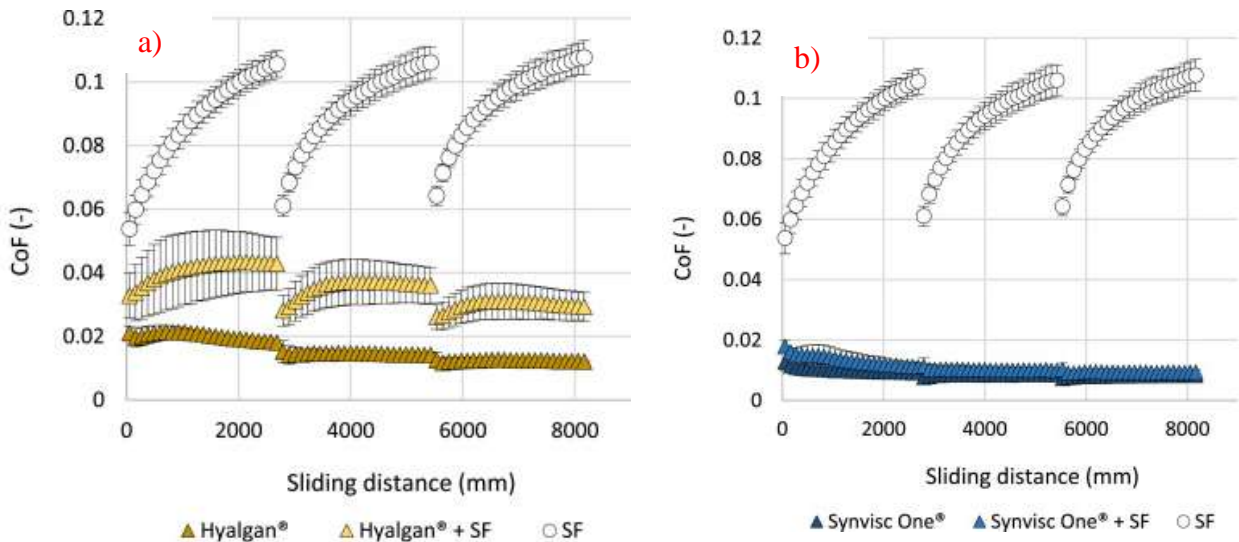 a)
0.12
0.1
0.08
0.06
0.04
0.02
0
CoF (-)
0 2000 4000 6000 8000
Sliding distance (mm)
Hyalgan® Hyalgan® + SF SF
b)
0.12
0.1
0.08
0.06
0.04
0.02
0
CoF (-)
0 2000 4000 6000 8000
Sliding distance (mm)
Synvisc One® Synvisc One® + SF SF